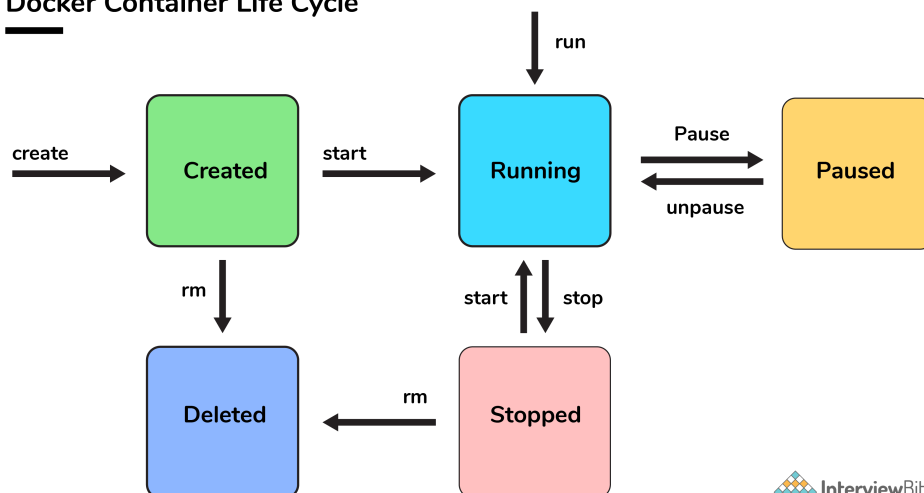 Docker Container Life Cycle
run
create
Created
start
Running
Pause
unpause
Paused
rm
start
stop
Deleted
rm
Stopped
InterviewBit